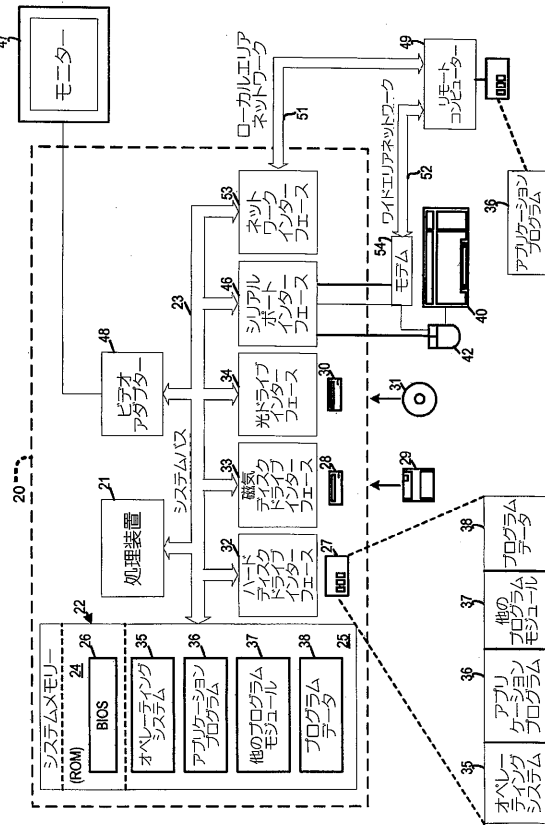 20
システムメモリー
22
(ROM)
24
26
BIOS
35
オペレーティング
システム
36
アプリケーション
プログラム
37
他のプログラム
モジュール
38
プログラム
データ
25
21
処理装置
48
ビデオ
アダプター
47
モニター
システムバス
23
32
ハード
ディスク
ドライブ
インター
フェース
33
磁気
ディスク
ドライブ
インター
フェース
34
光ドライブ
インター
フェース
46
シリアル
ポート
インター
フェース
53
ネット
ワーク
インター
フェース
27
28
29
30
31
ローカルエリア
ネットワーク
51
ワイドエリアネットワーク
52
54
モデム
40
42
49
リモート
コンピューター
36
アプリケーション
プログラム
35
オペレー
ティング
システム
36
アプリ
ケーション
プログラム
37
他の
プログラム
モジュール
38
プログラム
データ